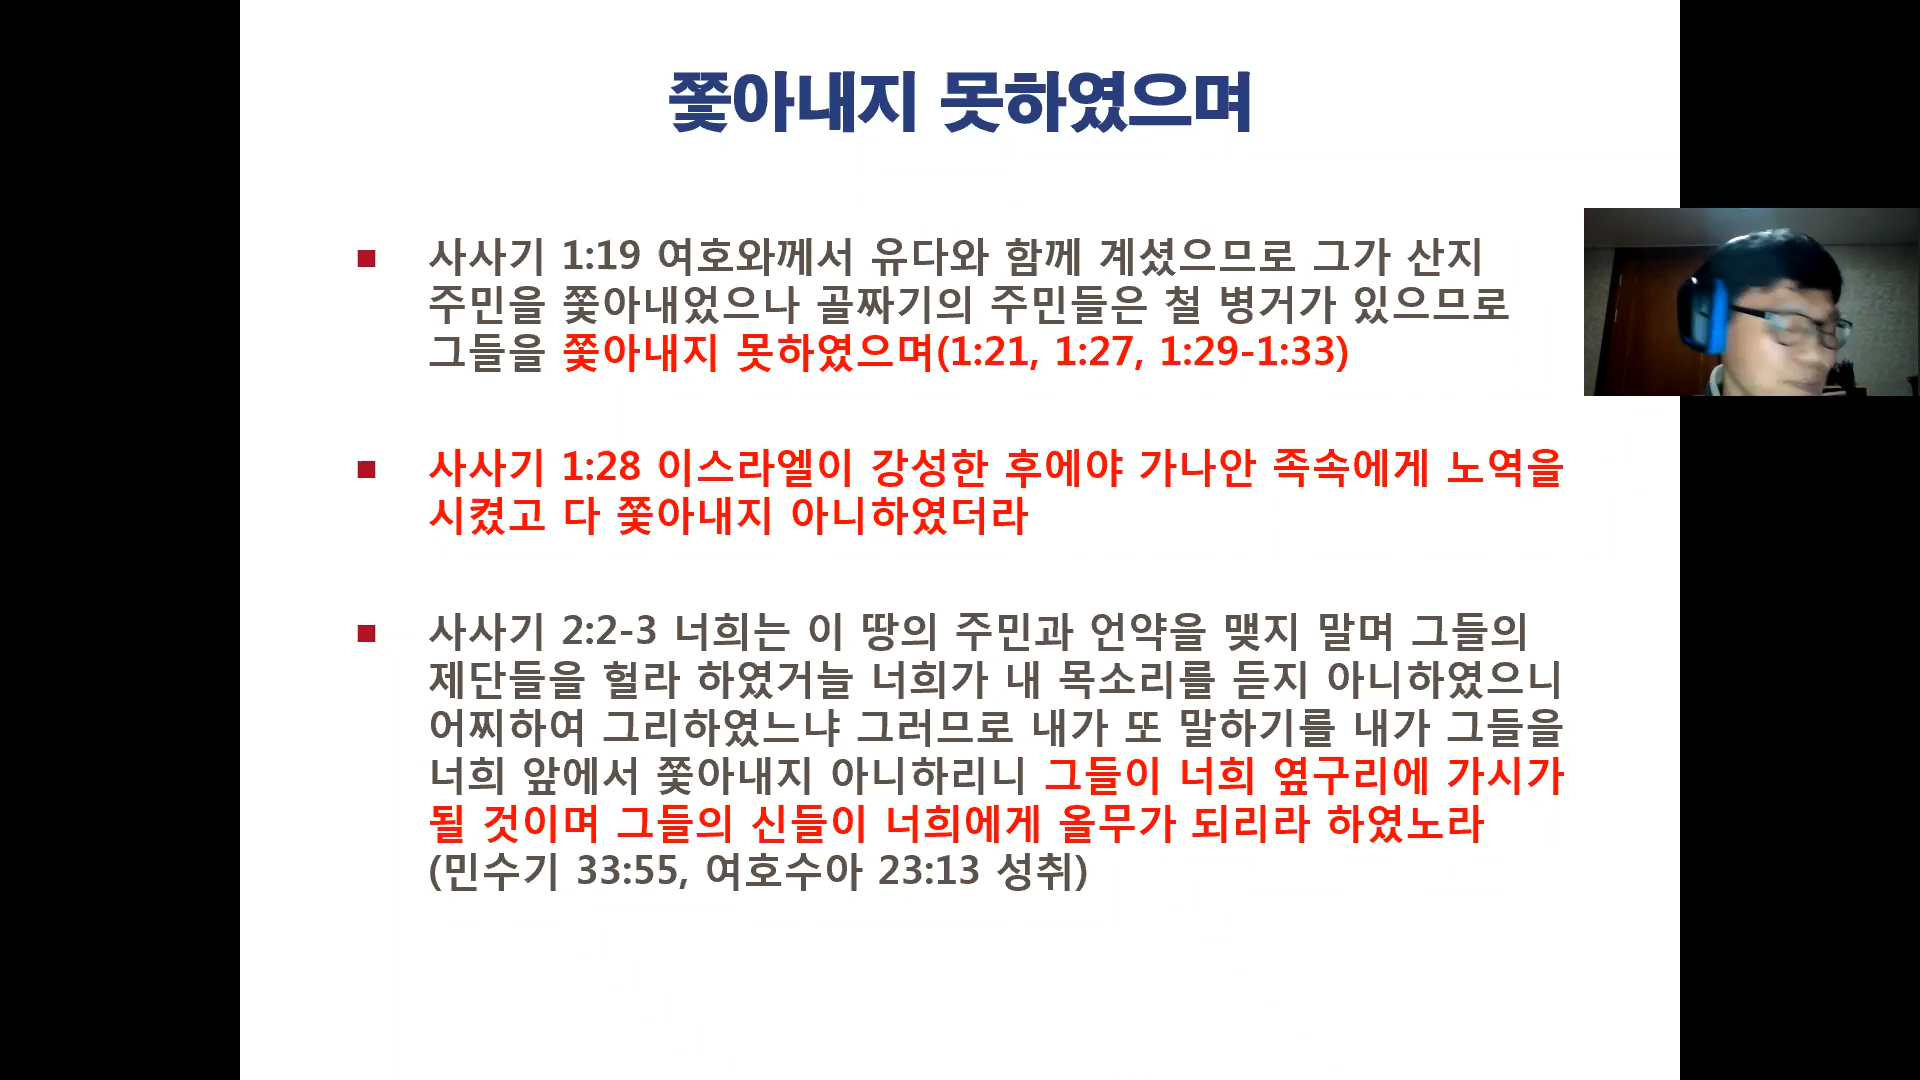 쫓아내지 못하였으며
사사기 1:19 여호와께서 유다와 함께 계셨으므로 그가 산지
주민을 쫓아내었으나 골짜기의 주민들은 철 병거가 있으므로
그들을 쫓아내지 못하였으며(1:21, 1:27, 1:29-1:33)
사사기 1:28 이스라엘이 강성한 후에야 가나안 족속에게 노역을
시켰고 다 쫓아내지 아니하였더라
사사기 2:2-3 너희는 이 땅의 주민과 언약을 맺지 말며 그들의
제단들을 헐라 하였거늘 너희가 내 목소리를 듣지 아니하였으니
어찌하여 그리하였느냐 그러므로 내가 또 말하기를 내가 그들을
너희 앞에서 쫓아내지 아니하리니 그들이 너희 옆구리에 가시가
될 것이며 그들의 신들이 너희에게 올무가 되리라 하였노라
(민수기 33:55, 여호수아 23:13 성취)